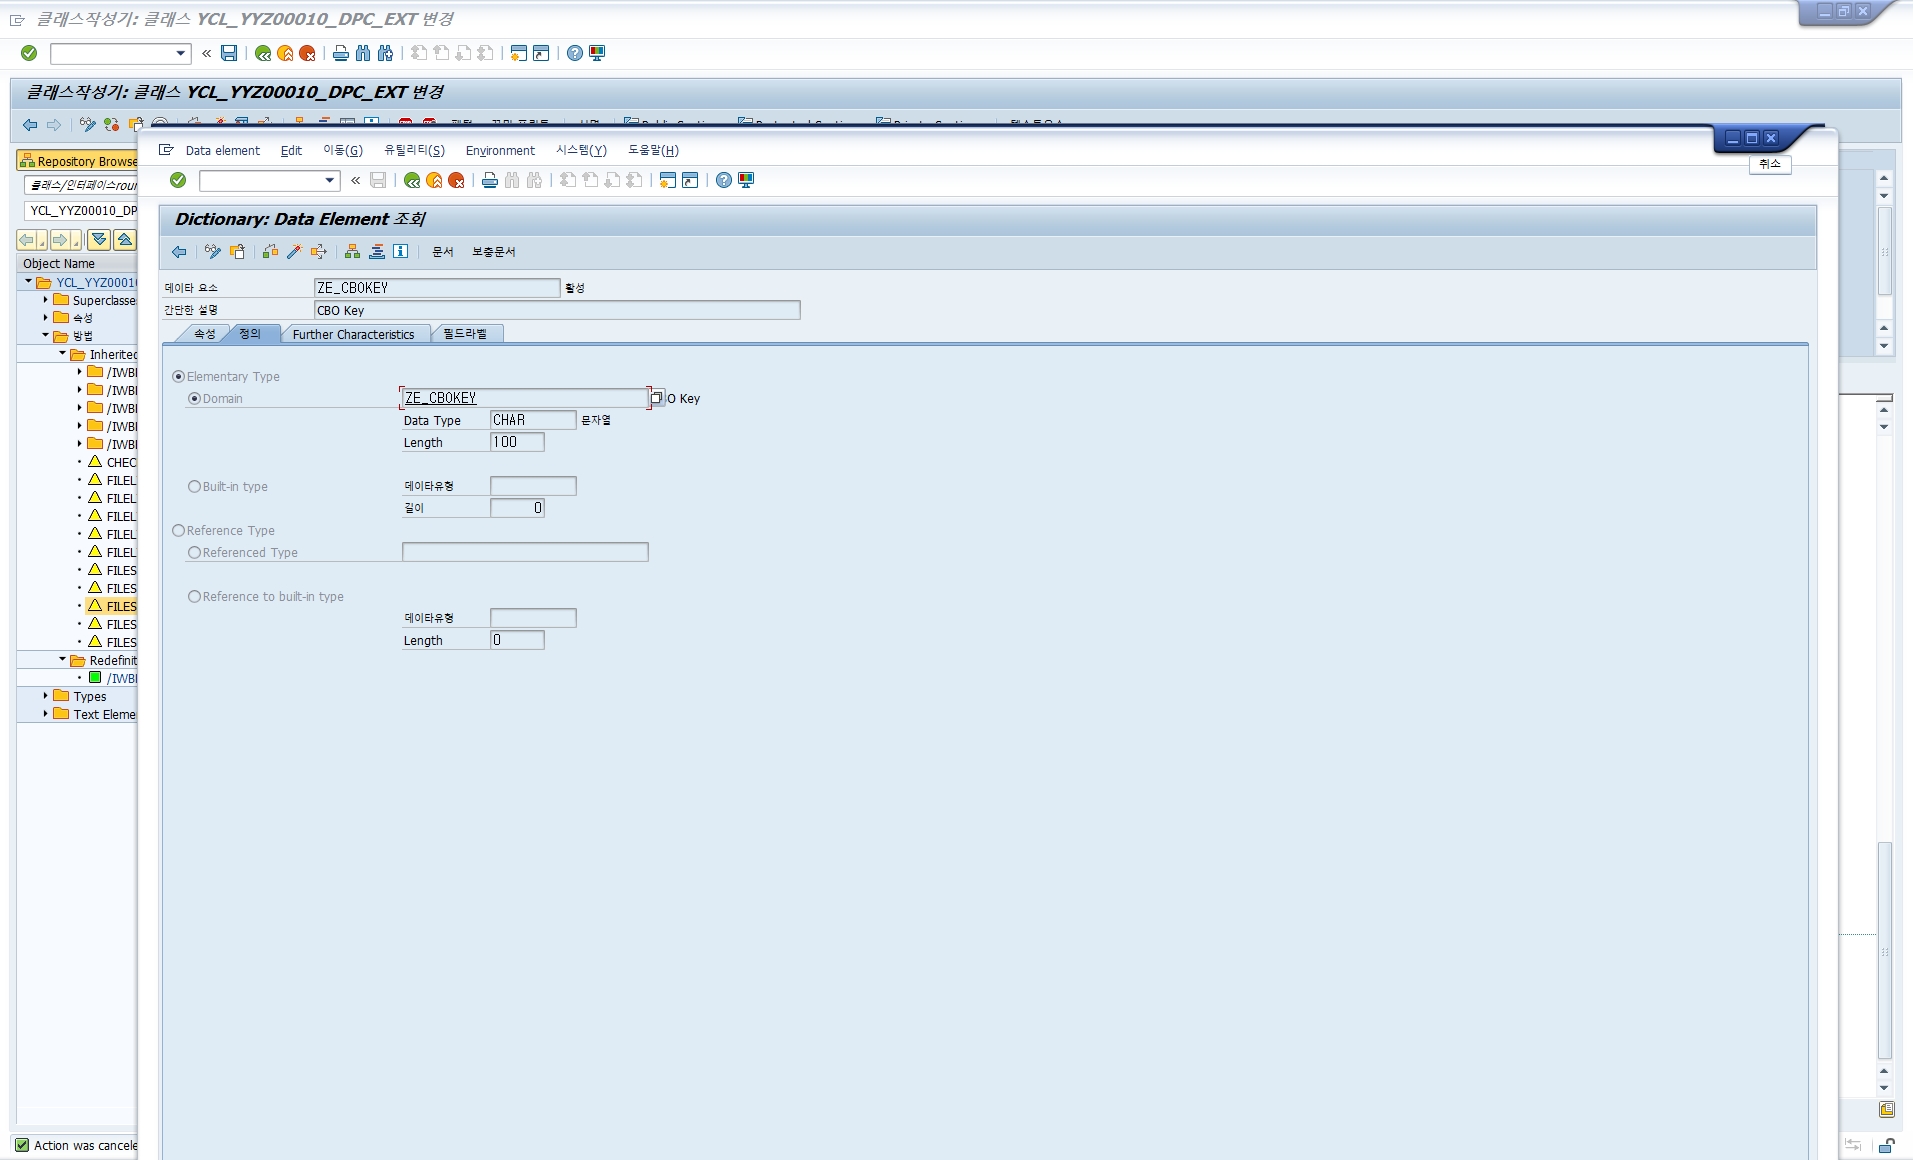 클래스작성기: 클래스 YCL_YYZ00010_DPC_EXT 변경
클래스작성기: 클래스 YCL_YYZ00010_DPC_EXT 변경
Repository Browse
클래스/인터페이스rou
YCL_YYZ00010_DP
Object Name
YCL_YYZ0001
Superclasse
속성
방법
Inherited
/IWB
/IWB
/IWB
/IWB
/IWB
CHEC
FILEL
FILEL
FILEL
FILEL
FILEL
FILES
FILES
FILES
FILES
FILES
Redefinit
/IWB
Types
Text Eleme
Action was cancele
Data element Edit 이동(G) 유틸리티(S) Environment 시스템(Y) 도움말(H)
취소
Dictionary: Data Element 조회
문서 보충문서
데이타 요소 ZE_CBOKEY 활성
간단한 설명 CBO Key
속성 정의 Further Characteristics 필드라벨
Elementary Type
Domain ZE_CBOKEY O Key
Data Type CHAR 문자열
Length 100
Built-in type 데이타유형
길이 0
Reference Type
Referenced Type
Reference to built-in type
데이타유형
Length 0